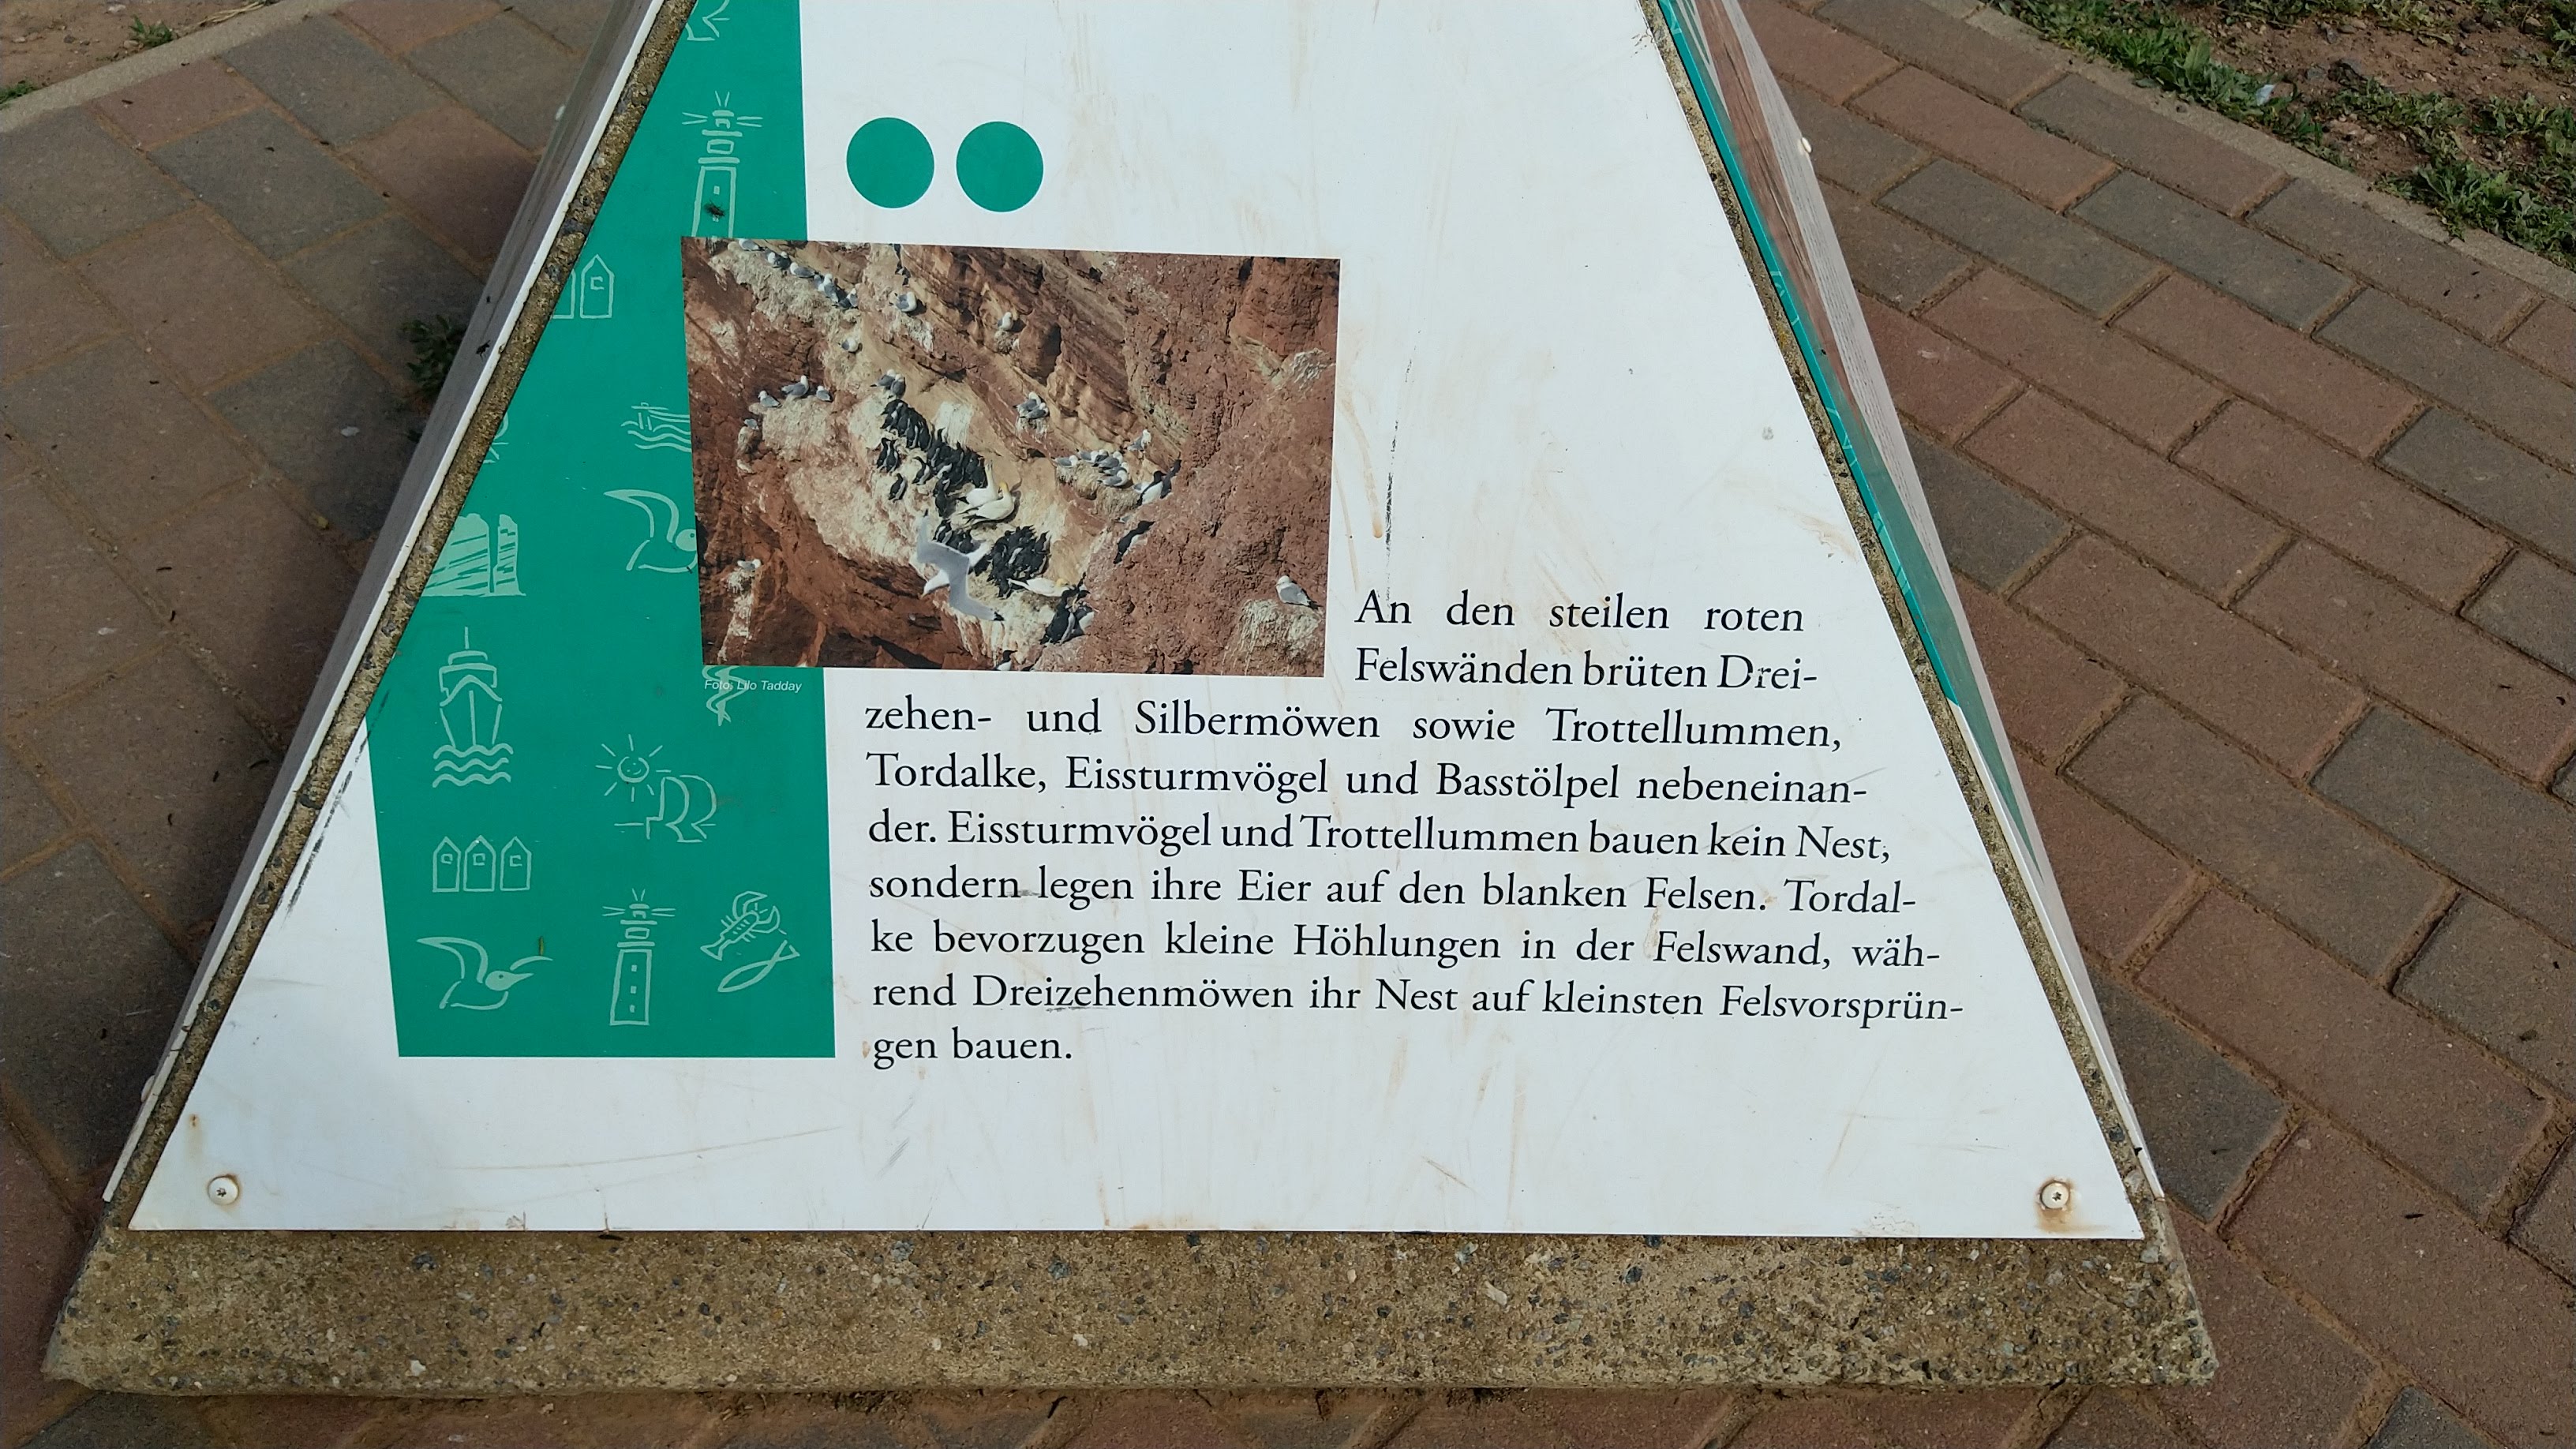 An den steilen roten
Felswänden brüten Drei-
Foto: Lilo Tadday
zehen- und Silbermöwen sowie Trottellummen,
Tordalke, Eissturmvögel und Basstölpel nebeneinan-
der. Eissturmvögel und Trottellummen bauen kein Nest,
sondern legen ihre Eier auf den blanken Felsen. Tordal-
ke bevorzugen kleine Höhlungen in der Felswand, wäh-
rend Dreizehenmöwen ihr Nest auf kleinsten Felsvorsprün-
gen bauen.